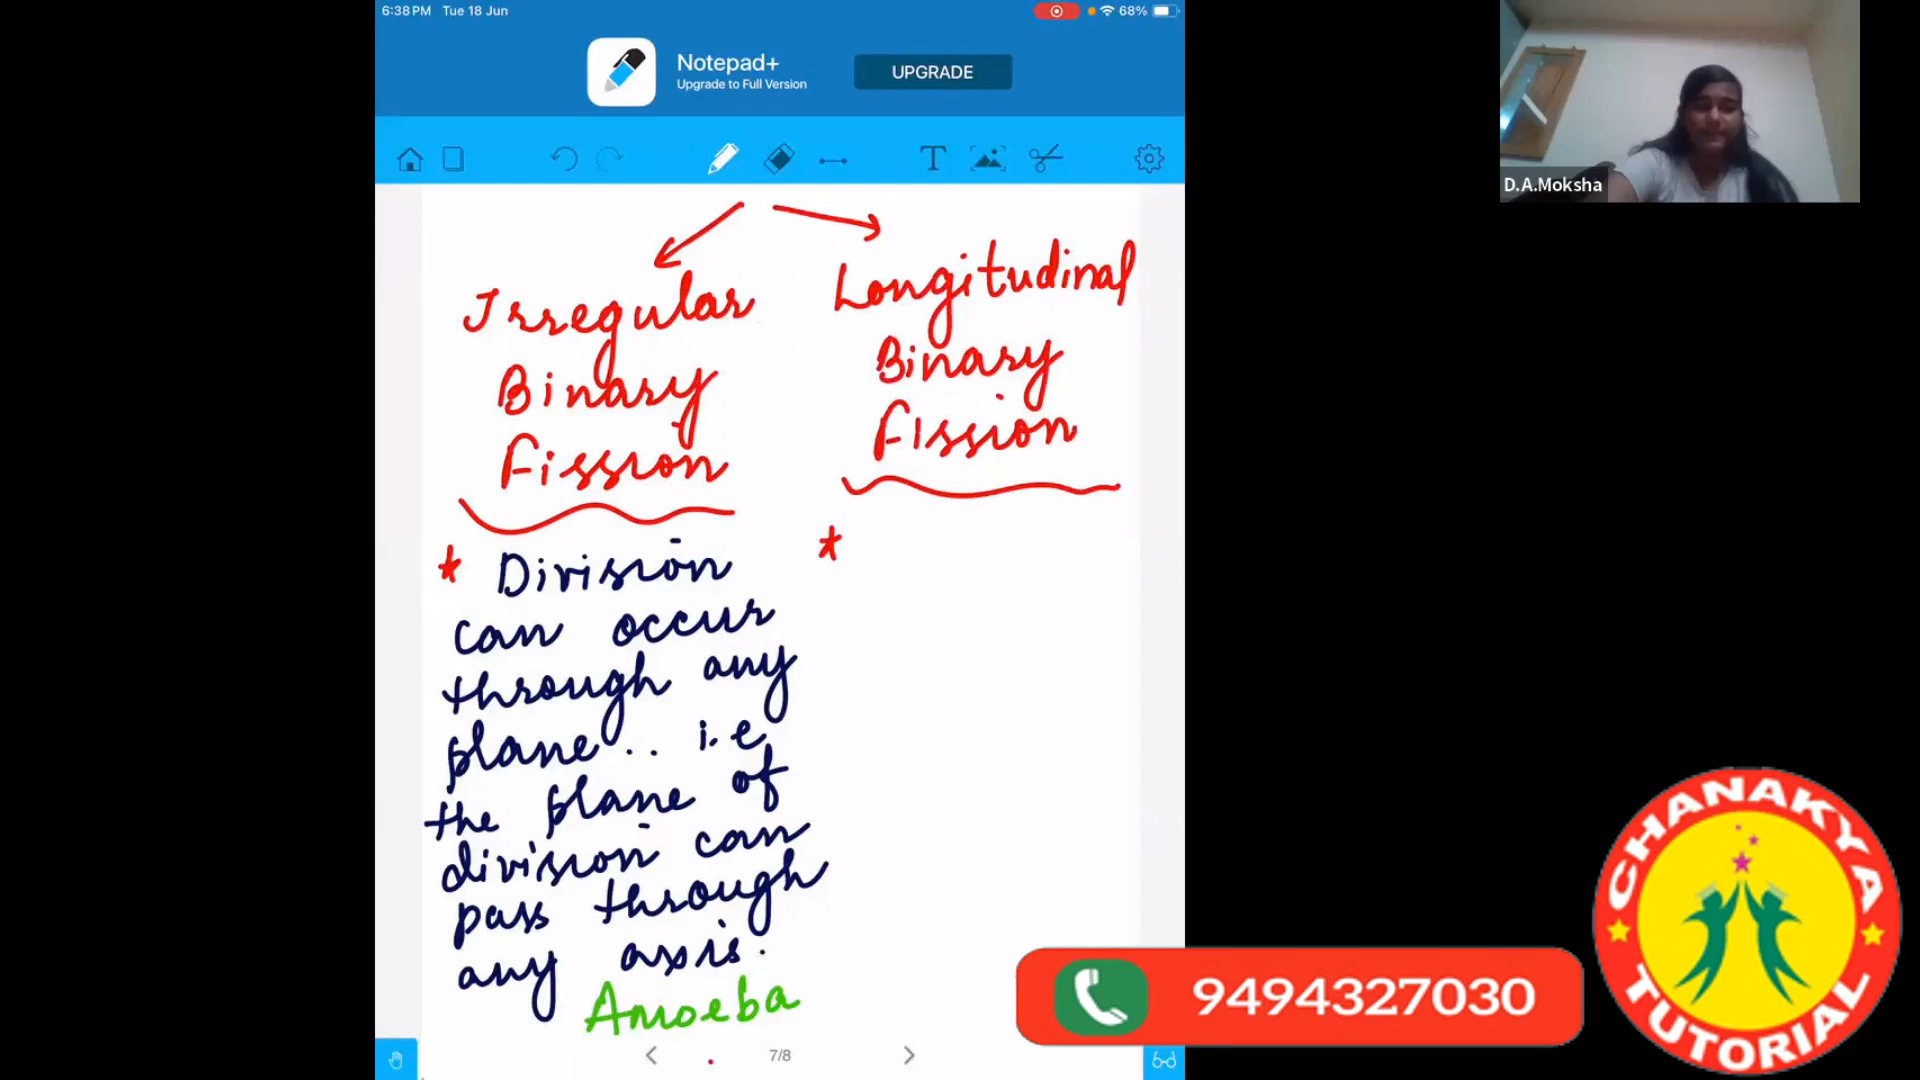 6:38 PM Tue 18 Jun
68%
Notepad+
Upgrade to Full Version
UPGRADE
T
D.A.Moksha
Irregular
Binary
Fission
Longitudinal
Binary
Fission
* Division
can occur
through any
plane.. i.e
the plane of
division can
pass through
any axis.
Amoeba
*
7/8
9494327030
CHANAKYA
TUTORIAL